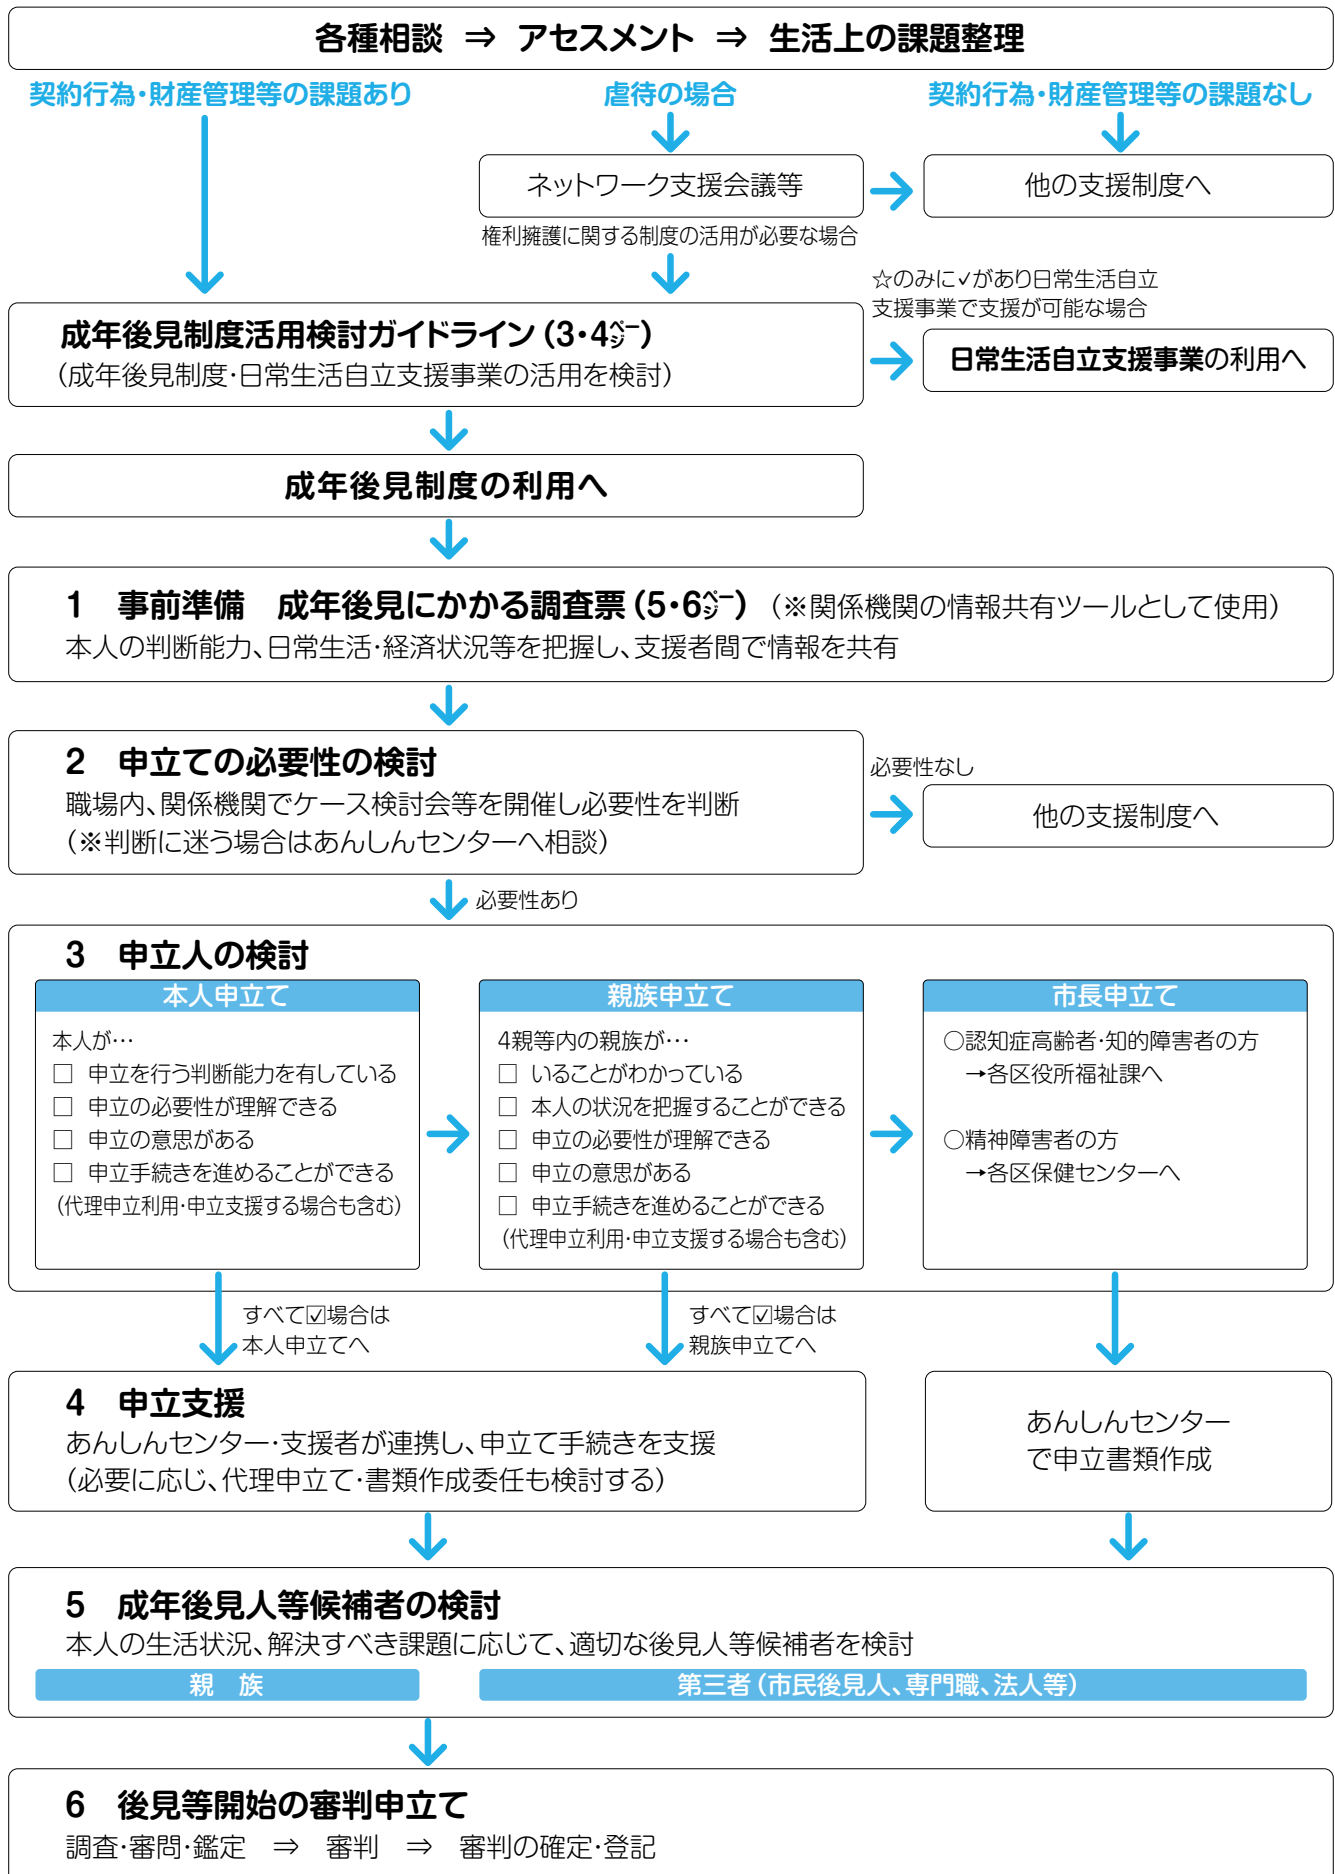 各種相談 ⇒ アセスメント ⇒ 生活上の課題整理
契約行為・財産管理等の課題あり
虐待の場合
契約行為・財産管理等の課題なし
ネットワーク支援会議等
他の支援制度へ
権利擁護に関する制度の活用が必要な場合
☆のみに✓があり日常生活自立
支援事業で支援が可能な場合
成年後見制度活用検討ガイドライン(3・4ページ)
(成年後見制度・日常生活自立支援事業の活用を検討)
日常生活自立支援事業の利用へ
成年後見制度の利用へ
1 事前準備 成年後見にかかる調査票(5・6ページ)(※関係機関の情報共有ツールとして使用)
本人の判断能力、日常生活・経済状況等を把握し、支援者間で情報を共有
2 申立ての必要性の検討
職場内、関係機関でケース検討会等を開催し必要性を判断
(※判断に迷う場合はあんしんセンターへ相談)
必要性なし
他の支援制度へ
必要性あり
3 申立人の検討
本人申立て
本人が…
□ 申立を行う判断能力を有している
□ 申立の必要性が理解できる
□ 申立の意思がある
□ 申立手続きを進めることができる
(代理申立利用・申立支援する場合も含む)
親族申立て
4親等内の親族が…
□ いることがわかっている
□ 本人の状況を把握することができる
□ 申立の必要性が理解できる
□ 申立の意思がある
□ 申立手続きを進めることができる
(代理申立利用・申立支援する場合も含む)
市長申立て
○認知症高齢者・知的障害者の方
→各区役所福祉課へ
○精神障害者の方
→各区保健センターへ
すべて☑場合は
本人申立てへ
すべて☑場合は
親族申立てへ
4 申立支援
あんしんセンター・支援者が連携し、申立て手続きを支援
(必要に応じ、代理申立て・書類作成委任も検討する)
あんしんセンター
で申立書類作成
5 成年後見人等候補者の検討
本人の生活状況、解決すべき課題に応じて、適切な後見人等候補者を検討
親 族
第三者(市民後見人、専門職、法人等)
6 後見等開始の審判申立て
調査・審問・鑑定 ⇒ 審判 ⇒ 審判の確定・登記